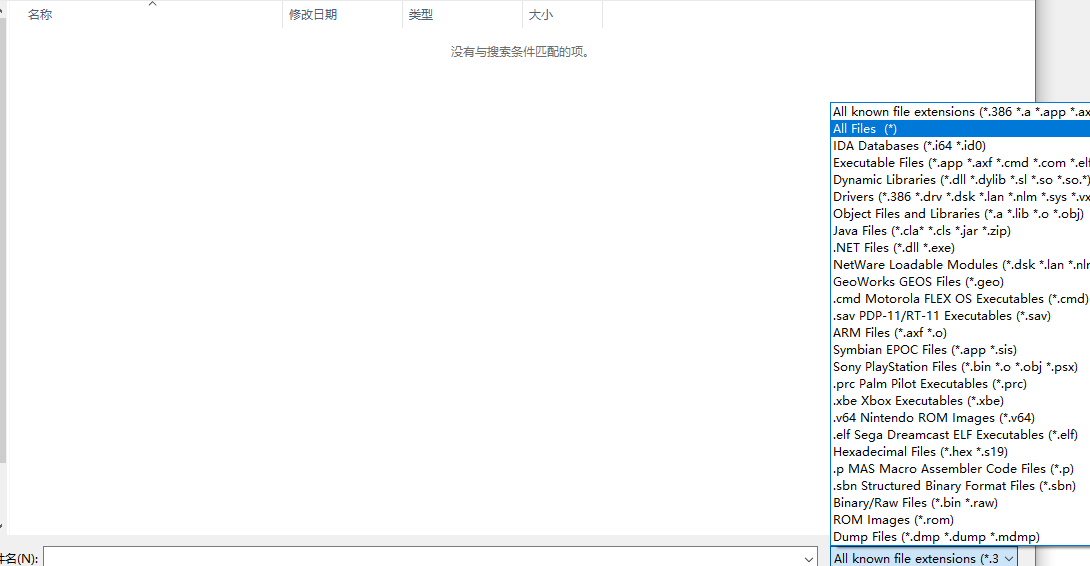 名称 修改日期 类型 大小
没有与搜索条件匹配的项。
All known file extensions (*.386 *.a *.app *.ax
All Files (*)
IDA Databases (*.i64 *.id0)
Executable Files (*.app *.axf *.cmd *.com *.elf
Dynamic Libraries (*.dll *.dylib *.sl *.so *.so.*)
Drivers (*.386 *.drv *.dsk *.lan *.nlm *.sys *.vx
Object Files and Libraries (*.a *.lib *.o *.obj)
Java Files (*.cla* *.cls *.jar *.zip)
.NET Files (*.dll *.exe)
NetWare Loadable Modules (*.dsk *.lan *.nlm
GeoWorks GEOS Files (*.geo)
.cmd Motorola FLEX OS Executables (*.cmd)
.sav PDP-11/RT-11 Executables (*.sav)
ARM Files (*.axf *.o)
Symbian EPOC Files (*.app *.sis)
Sony PlayStation Files (*.bin *.o *.obj *.psx)
.prc Palm Pilot Executables (*.prc)
.xbe Xbox Executables (*.xbe)
.v64 Nintendo ROM Images (*.v64)
.elf Sega Dreamcast ELF Executables (*.elf)
Hexadecimal Files (*.hex *.s19)
.p MAS Macro Assembler Code Files (*.p)
.sbn Structured Binary Format Files (*.sbn)
Binary/Raw Files (*.bin *.raw)
ROM Images (*.rom)
Dump Files (*.dmp *.dump *.mdmp)
件名(N): All known file extensions (*.3